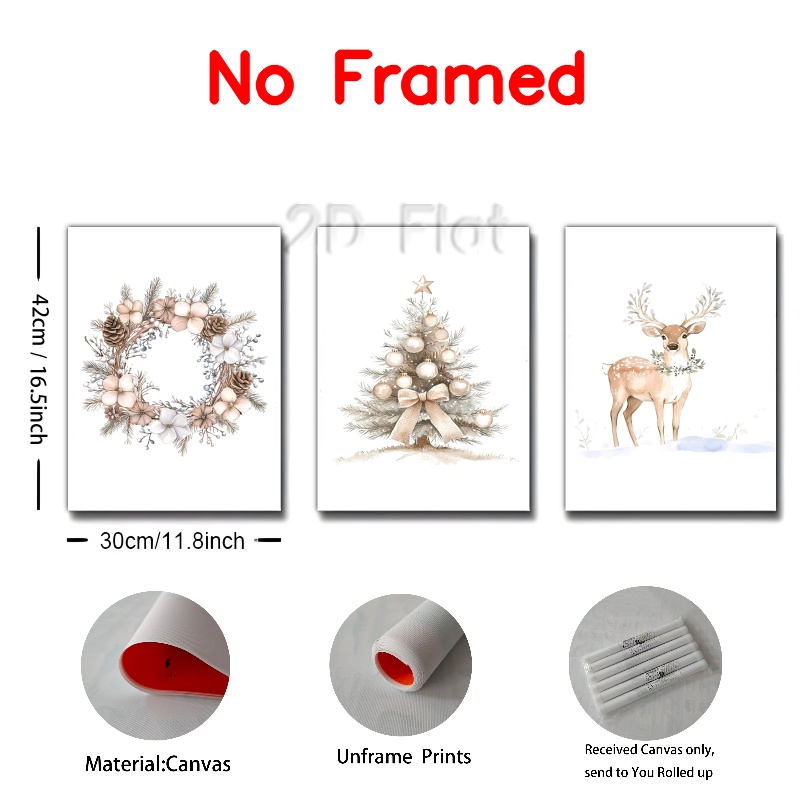 No Framed
2D Flat
42cm / 16.5inch
30cm/11.8inch
Material:Canvas
Unframe Prints
Received Canvas only,
send to You Rolled up